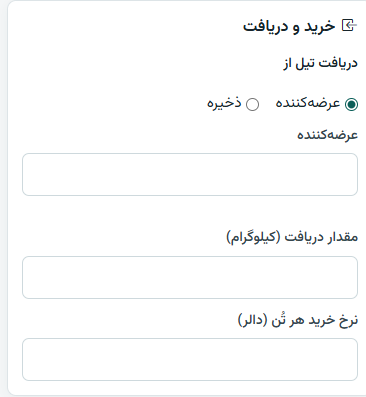 خرید و دریافت
دریافت تیل از
عرضه‌کننده ذخیره
عرضه‌کننده
مقدار دریافت (کیلوگرام)
نرخ خرید هر تُن (دالر)